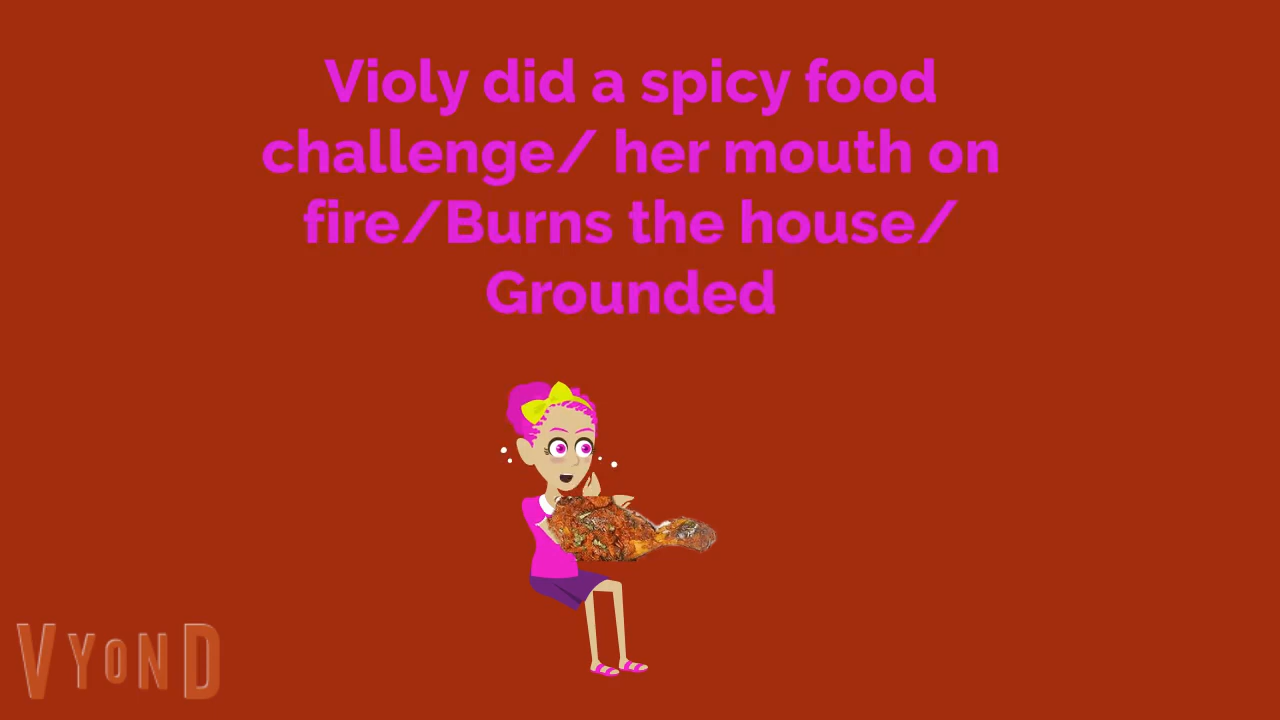 Violy did a spicy food
challenge/ her mouth on
fire/Burns the house/
Grounded
VYOND